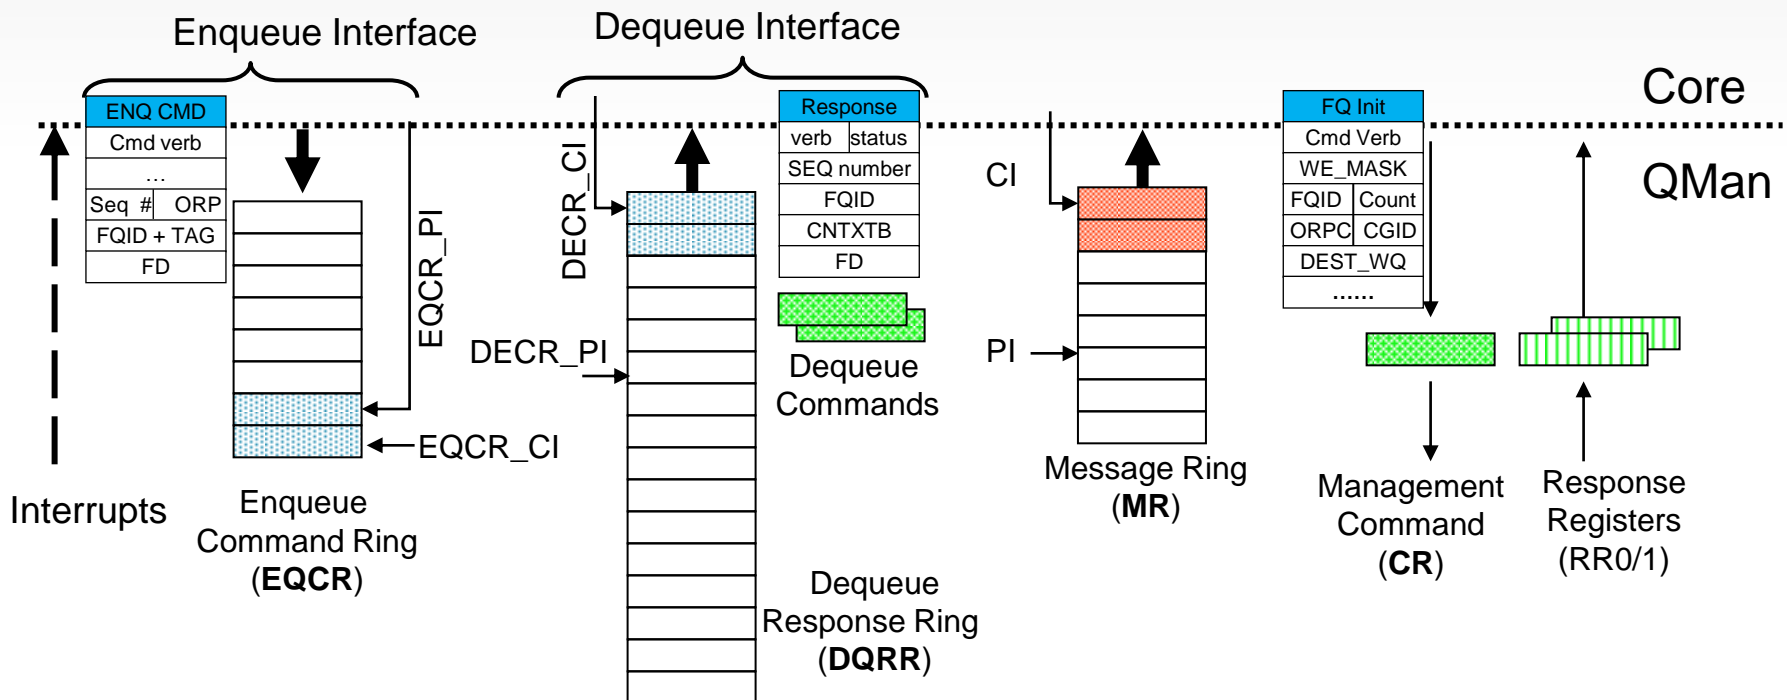 Enqueue Interface
Dequeue Interface
Core
QMan
ENQ CMD
Cmd verb
...
Seq # ORP
FQID + TAG
FD
EQCR_PI
EQCR_CI
Interrupts
Enqueue
Command Ring
(EQCR)
DECR_CI
DECR_PI
Response
verb status
SEQ number
FQID
CNTXTB
FD
Dequeue
Commands
Dequeue
Response Ring
(DQRR)
CI
PI
Message Ring
(MR)
FQ Init
Cmd Verb
WE_MASK
FQID Count
ORPC CGID
DEST_WQ
......
Management
Command
(CR)
Response
Registers
(RR0/1)